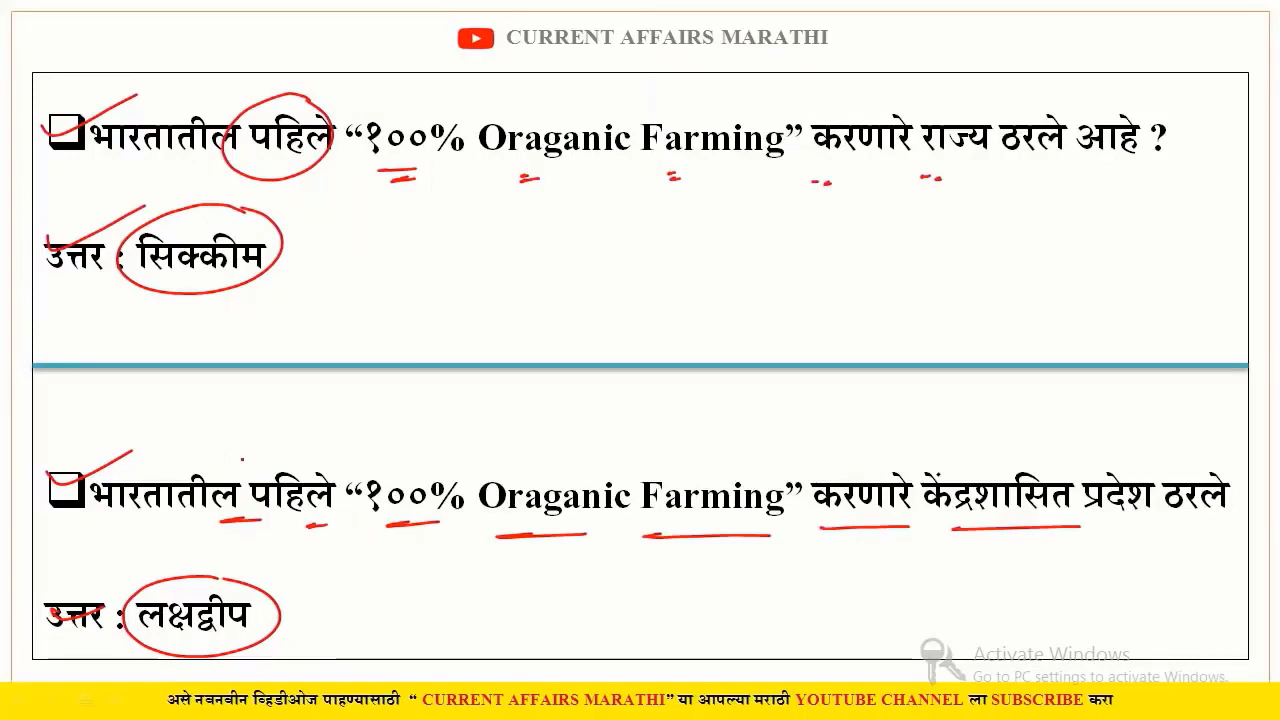 CURRENT AFFAIRS MARATHI
भारतातील पहिले “१००% Oraganic Farming” करणारे राज्य ठरले आहे ?
उत्तर : सिक्कीम
भारतातील पहिले “१००% Oraganic Farming” करणारे केंद्रशासित प्रदेश ठरले
उत्तर : लक्षद्वीप
Activate Windows
Go to PC settings to activate Windows.
असे नवनवीन व्हिडीओज पाहण्यासाठी “ CURRENT AFFAIRS MARATHI” या आपल्या मराठी YOUTUBE CHANNEL ला SUBSCRIBE करा